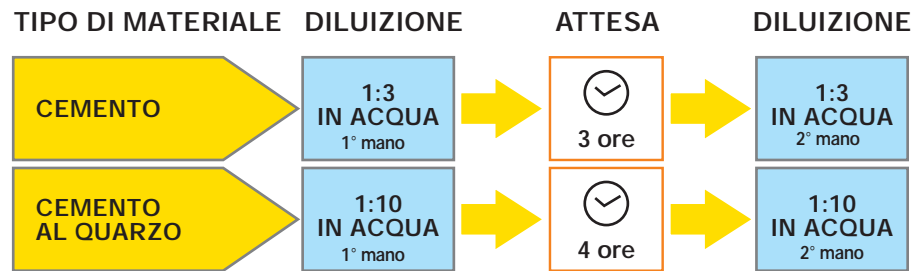 TIPO DI MATERIALE DILUIZIONE ATTESA DILUIZIONE
CEMENTO
1:3
IN ACQUA
1° mano
3 ore
1:3
IN ACQUA
2° mano
CEMENTO
AL QUARZO
1:10
IN ACQUA
1° mano
4 ore
1:10
IN ACQUA
2° mano